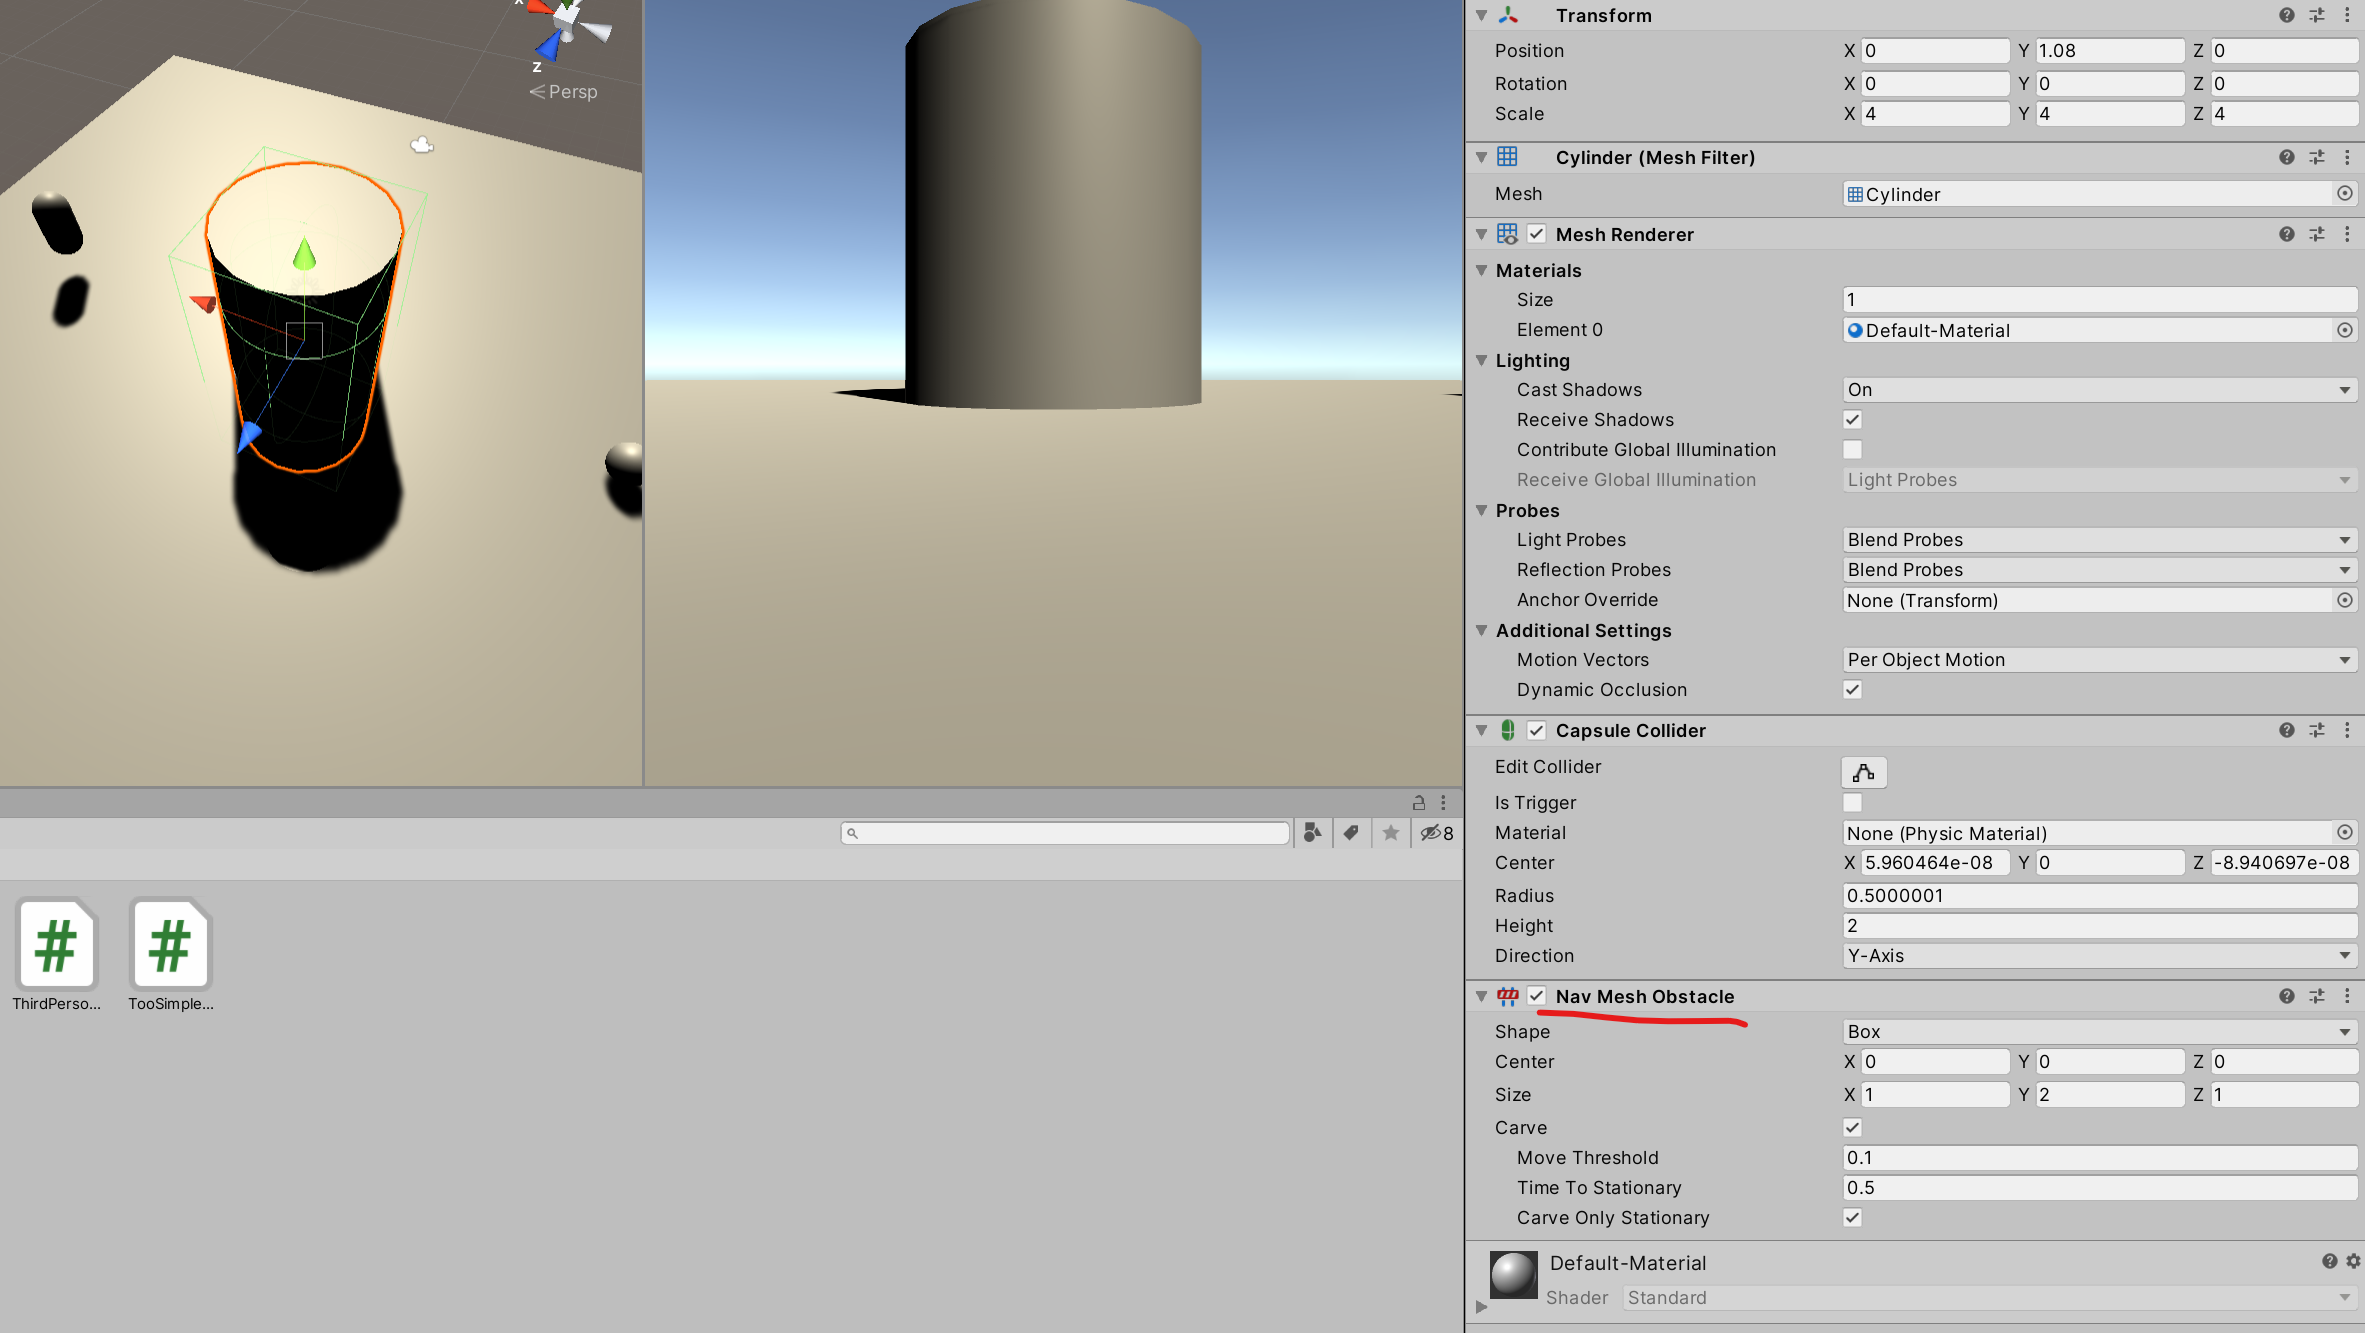 x
z
Persp
8
ThirdPerso...
TooSimple...
Transform
Position X 0 Y 1.08 Z 0
Rotation X 0 Y 0 Z 0
Scale X 4 Y 4 Z 4
Cylinder (Mesh Filter)
Mesh Cylinder
Mesh Renderer
Materials
Size 1
Element 0 Default-Material
Lighting
Cast Shadows On
Receive Shadows
Contribute Global Illumination
Receive Global Illumination Light Probes
Probes
Light Probes Blend Probes
Reflection Probes Blend Probes
Anchor Override None (Transform)
Additional Settings
Motion Vectors Per Object Motion
Dynamic Occlusion
Capsule Collider
Edit Collider
Is Trigger
Material None (Physic Material)
Center X 5.960464e-08 Y 0 Z -8.940697e-08
Radius 0.5000001
Height 2
Direction Y-Axis
Nav Mesh Obstacle
Shape Box
Center X 0 Y 0 Z 0
Size X 1 Y 2 Z 1
Carve
Move Threshold 0.1
Time To Stationary 0.5
Carve Only Stationary
Default-Material
Shader Standard